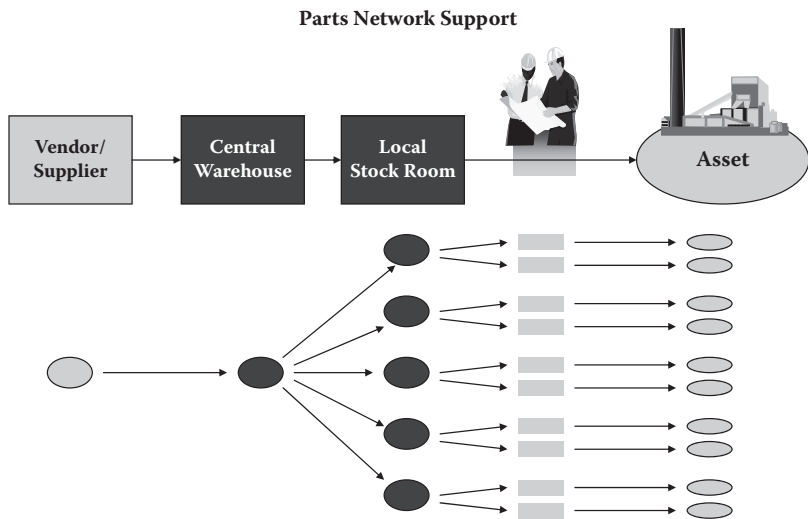 Parts Network Support
Vendor/
Supplier
Central
Warehouse
Local
Stock Room
Asset